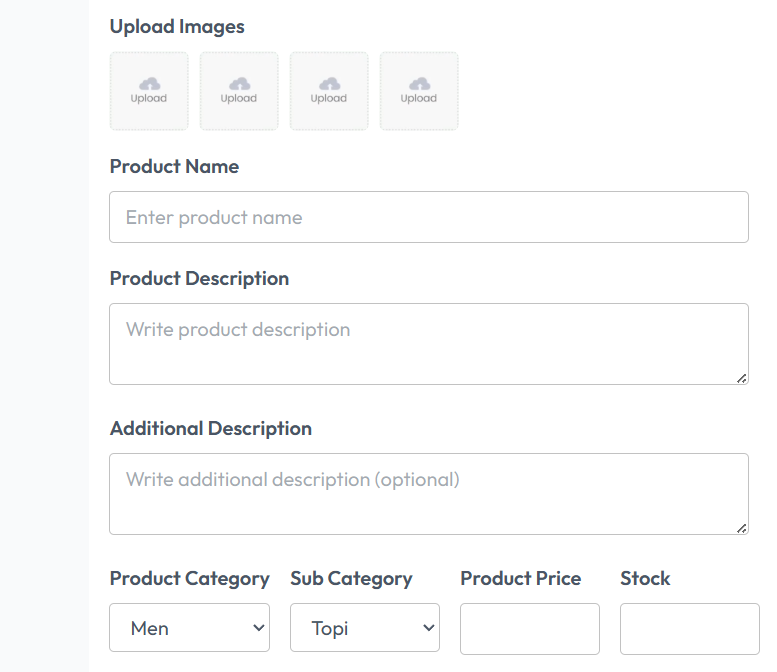 Upload Images
Upload Upload Upload Upload
Product Name
Enter product name
Product Description
Write product description
Additional Description
Write additional description (optional)
Product Category Sub Category Product Price Stock
Men Topi